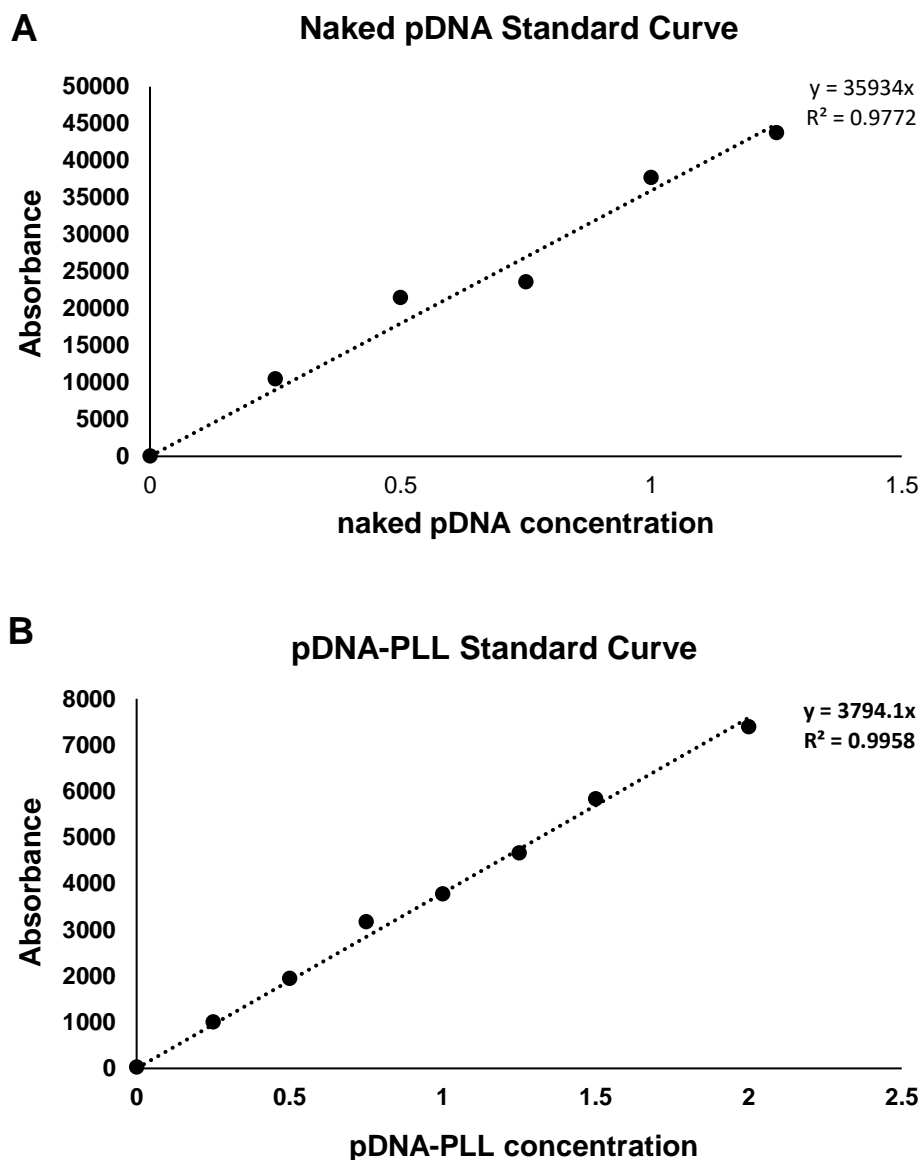 A
Naked pDNA Standard Curve
y = 35934x
R² = 0.9772
50000
45000
40000
35000
30000
25000
20000
15000
10000
5000
0
Absorbance
0 0.5 1 1.5
naked pDNA concentration
B
pDNA-PLL Standard Curve
y = 3794.1x
R² = 0.9958
8000
7000
6000
5000
4000
3000
2000
1000
0
Absorbance
0 0.5 1 1.5 2 2.5
pDNA-PLL concentration